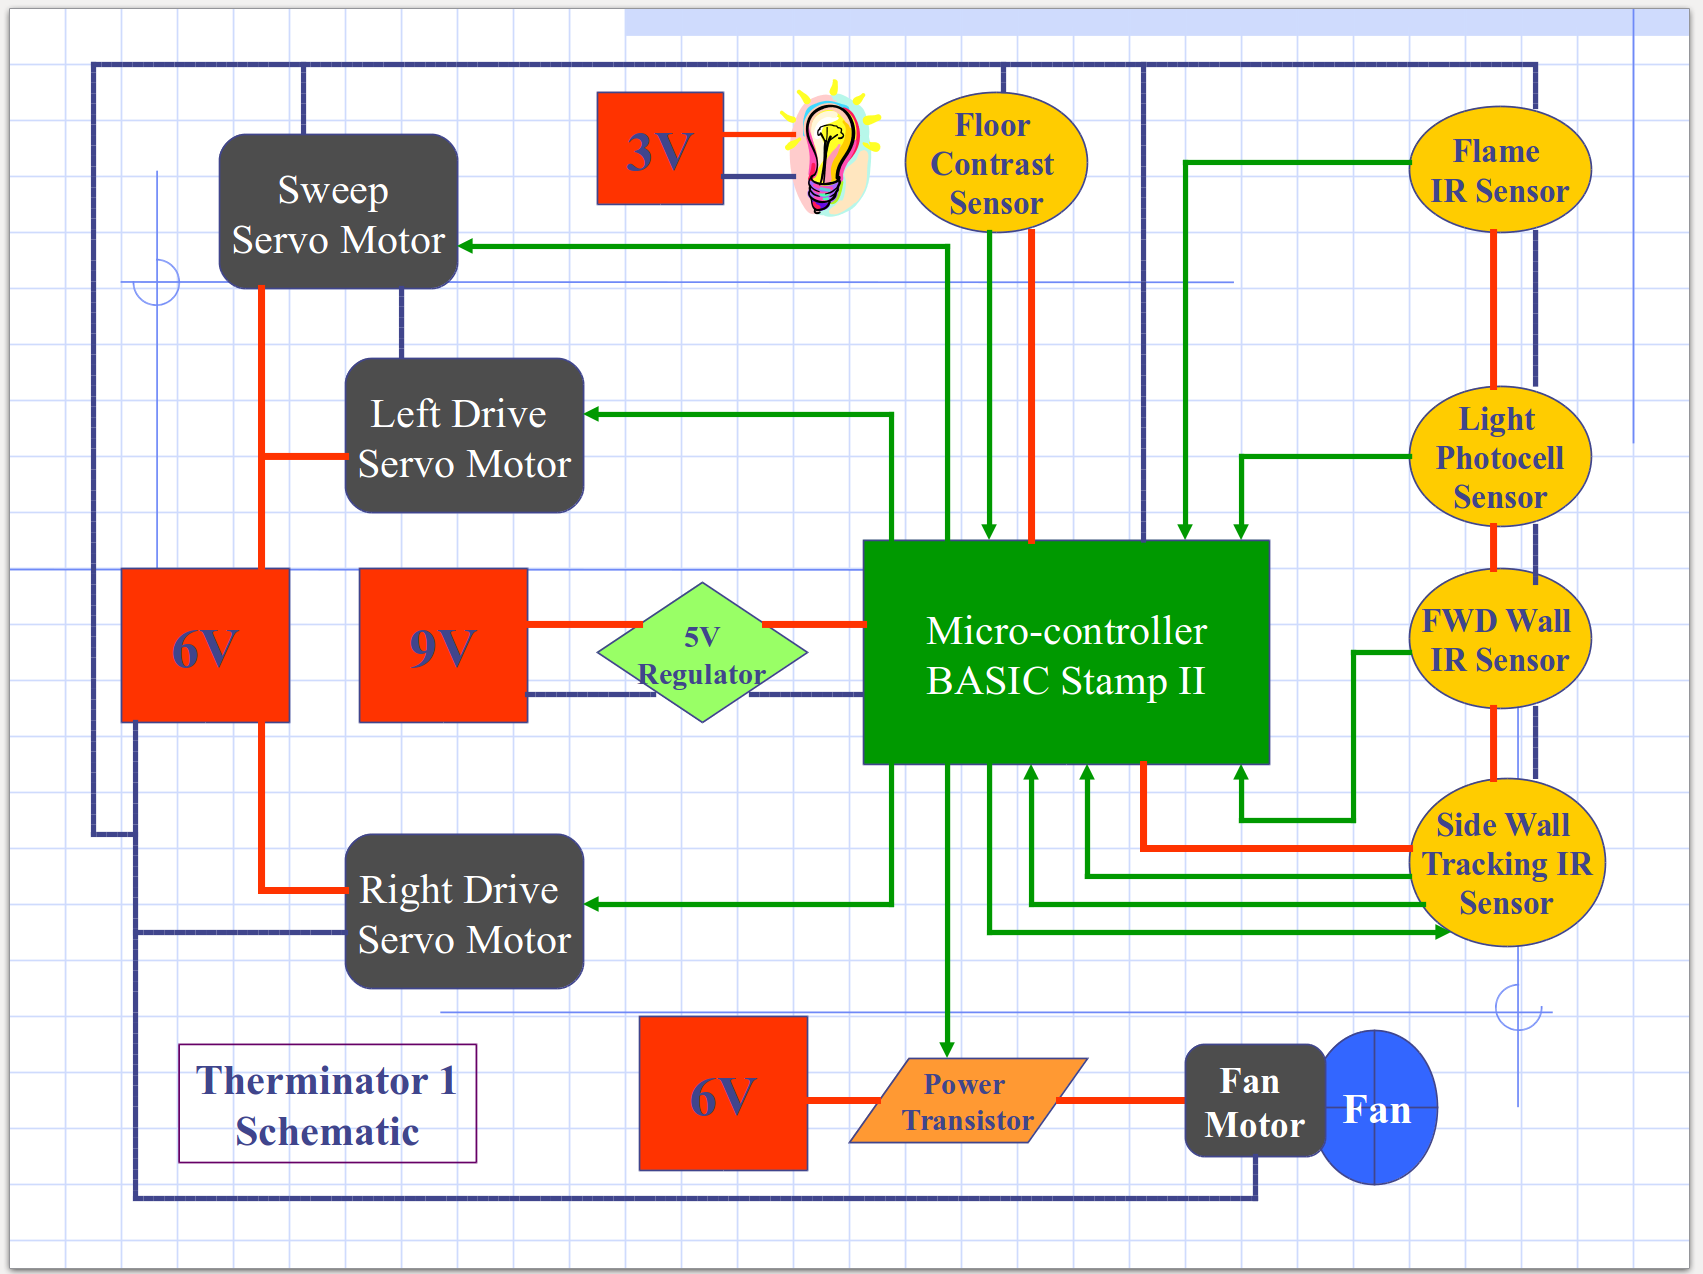 3V
Floor
Contrast
Sensor
Flame
IR Sensor
Sweep
Servo Motor
Left Drive
Servo Motor
Light
Photocell
Sensor
6V
9V
5V
Regulator
Micro-controller
BASIC Stamp II
FWD Wall
IR Sensor
Side Wall
Tracking IR
Sensor
Right Drive
Servo Motor
Therminator 1
Schematic
6V
Power
Transistor
Fan
Motor
Fan